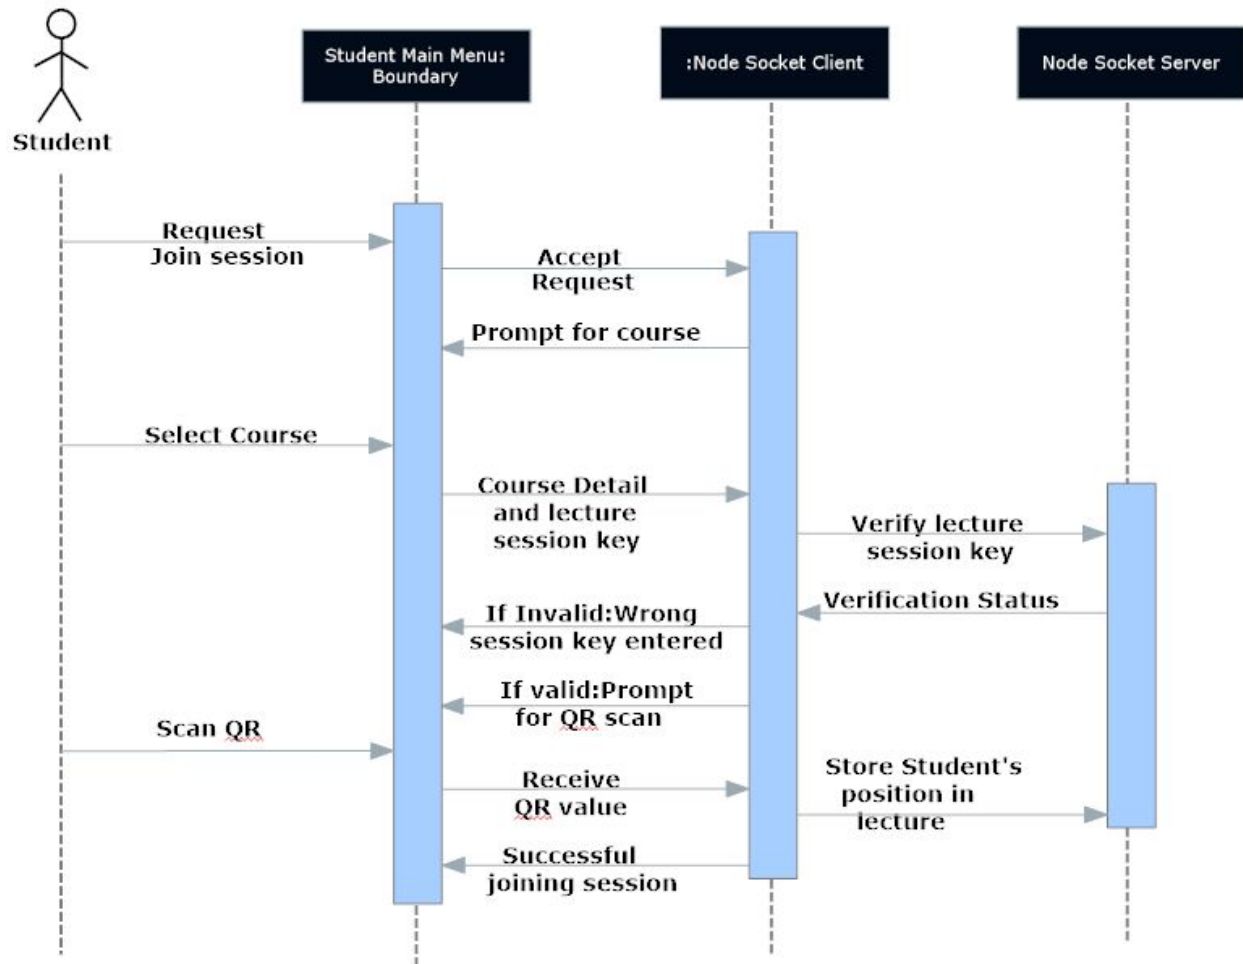 Student Main Menu:
Boundary
:Node Socket Client
Node Socket Server
Student
Request
Join session
Accept
Request
Prompt for course
Select Course
Course Detail
and lecture
session key
Verify lecture
session key
Verification Status
If Invalid:Wrong
session key entered
If valid:Prompt
for QR scan
Scan QR
Receive
QR value
Store Student's
position in
lecture
Successful
joining session